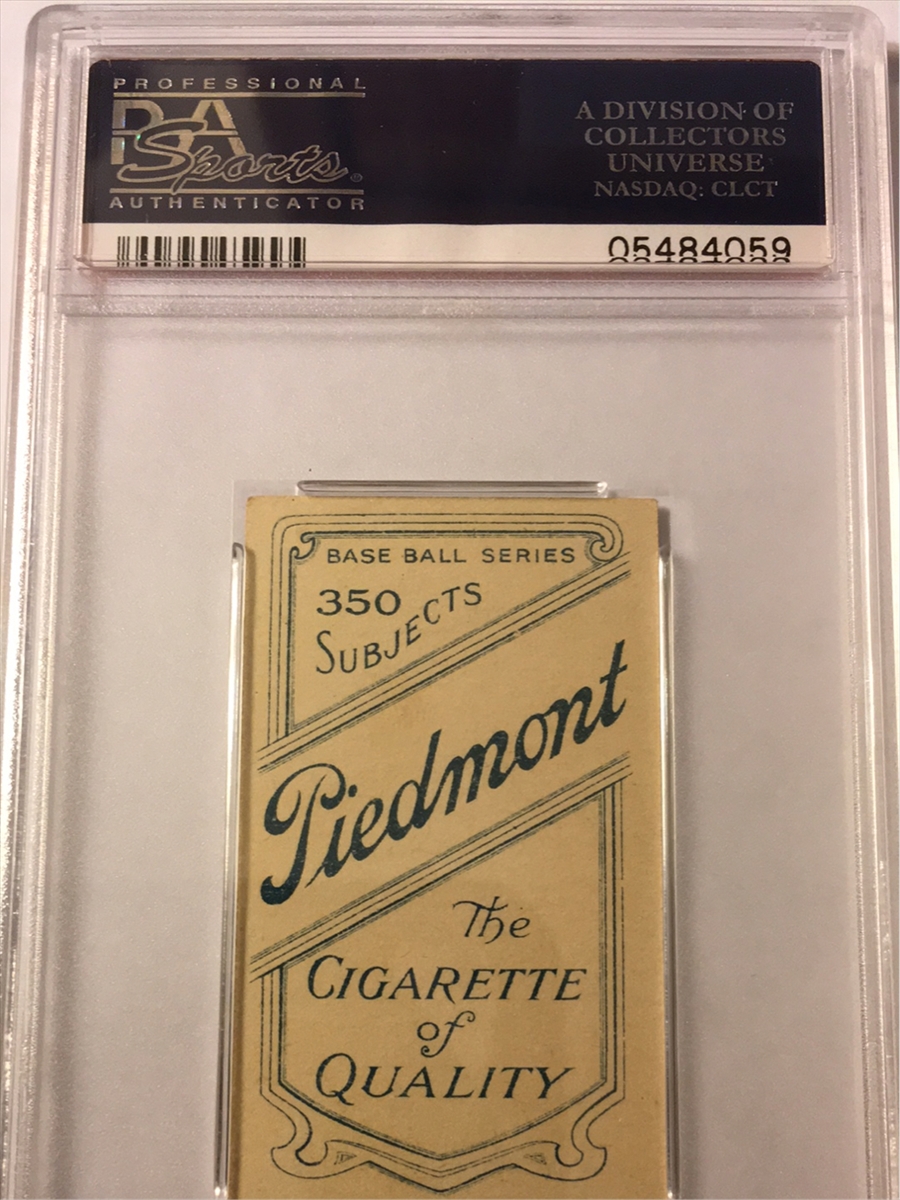 PROFESSIONAL
PSA
Sports®
AUTHENTICATOR
A DIVISION OF
COLLECTORS
UNIVERSE
NASDAQ: CLCT
05484059
BASE BALL SERIES
350
SUBJECTS
Piedmont
The
CIGARETTE
of
QUALITY